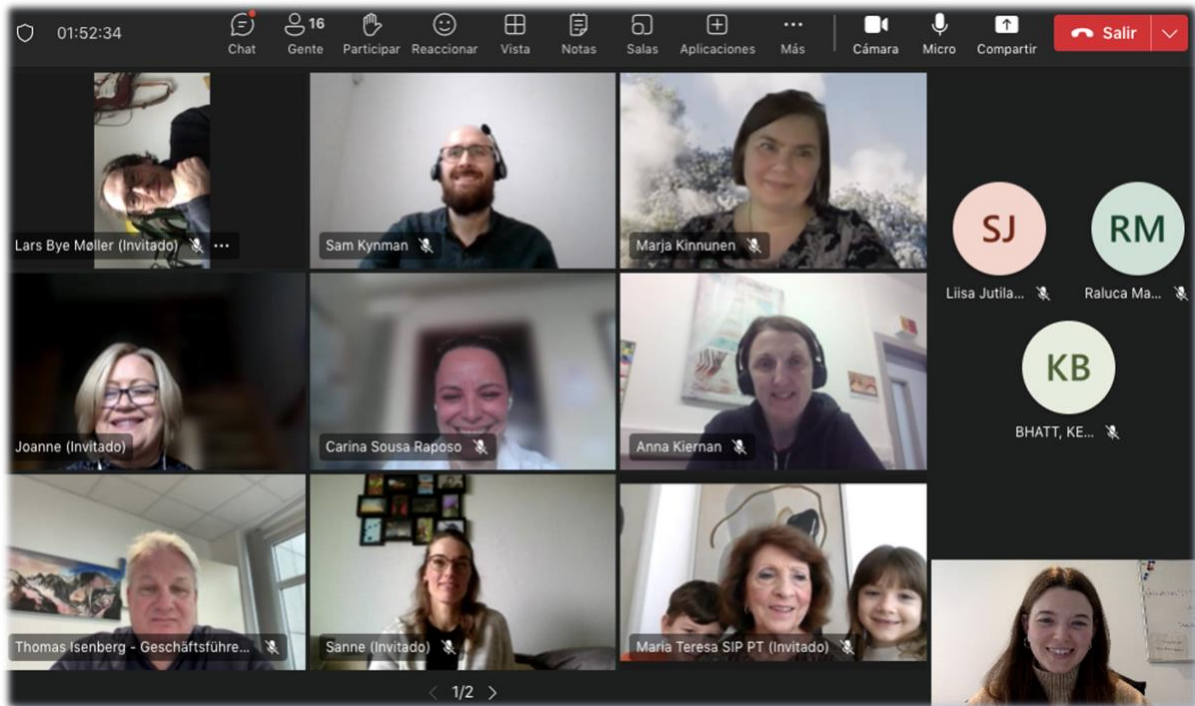 01:52:34
16
Chat
Gente
Participar
Reaccionar
Vista
Notas
Salas
Aplicaciones
Más
Cámara
Micro
Compartir
Salir
Lars Bye Møller (Invitado)
Sam Kynman
Marja Kinnunen
SJ
RM
Liisa Jutila...
Raluca Ma...
Joanne (Invitado)
Carina Sousa Raposo
Anna Kiernan
KB
BHATT, KE...
Thomas Isenberg - Geschäftsführe...
Sanne (Invitado)
Maria Teresa SIP PT (Invitado)
1/2